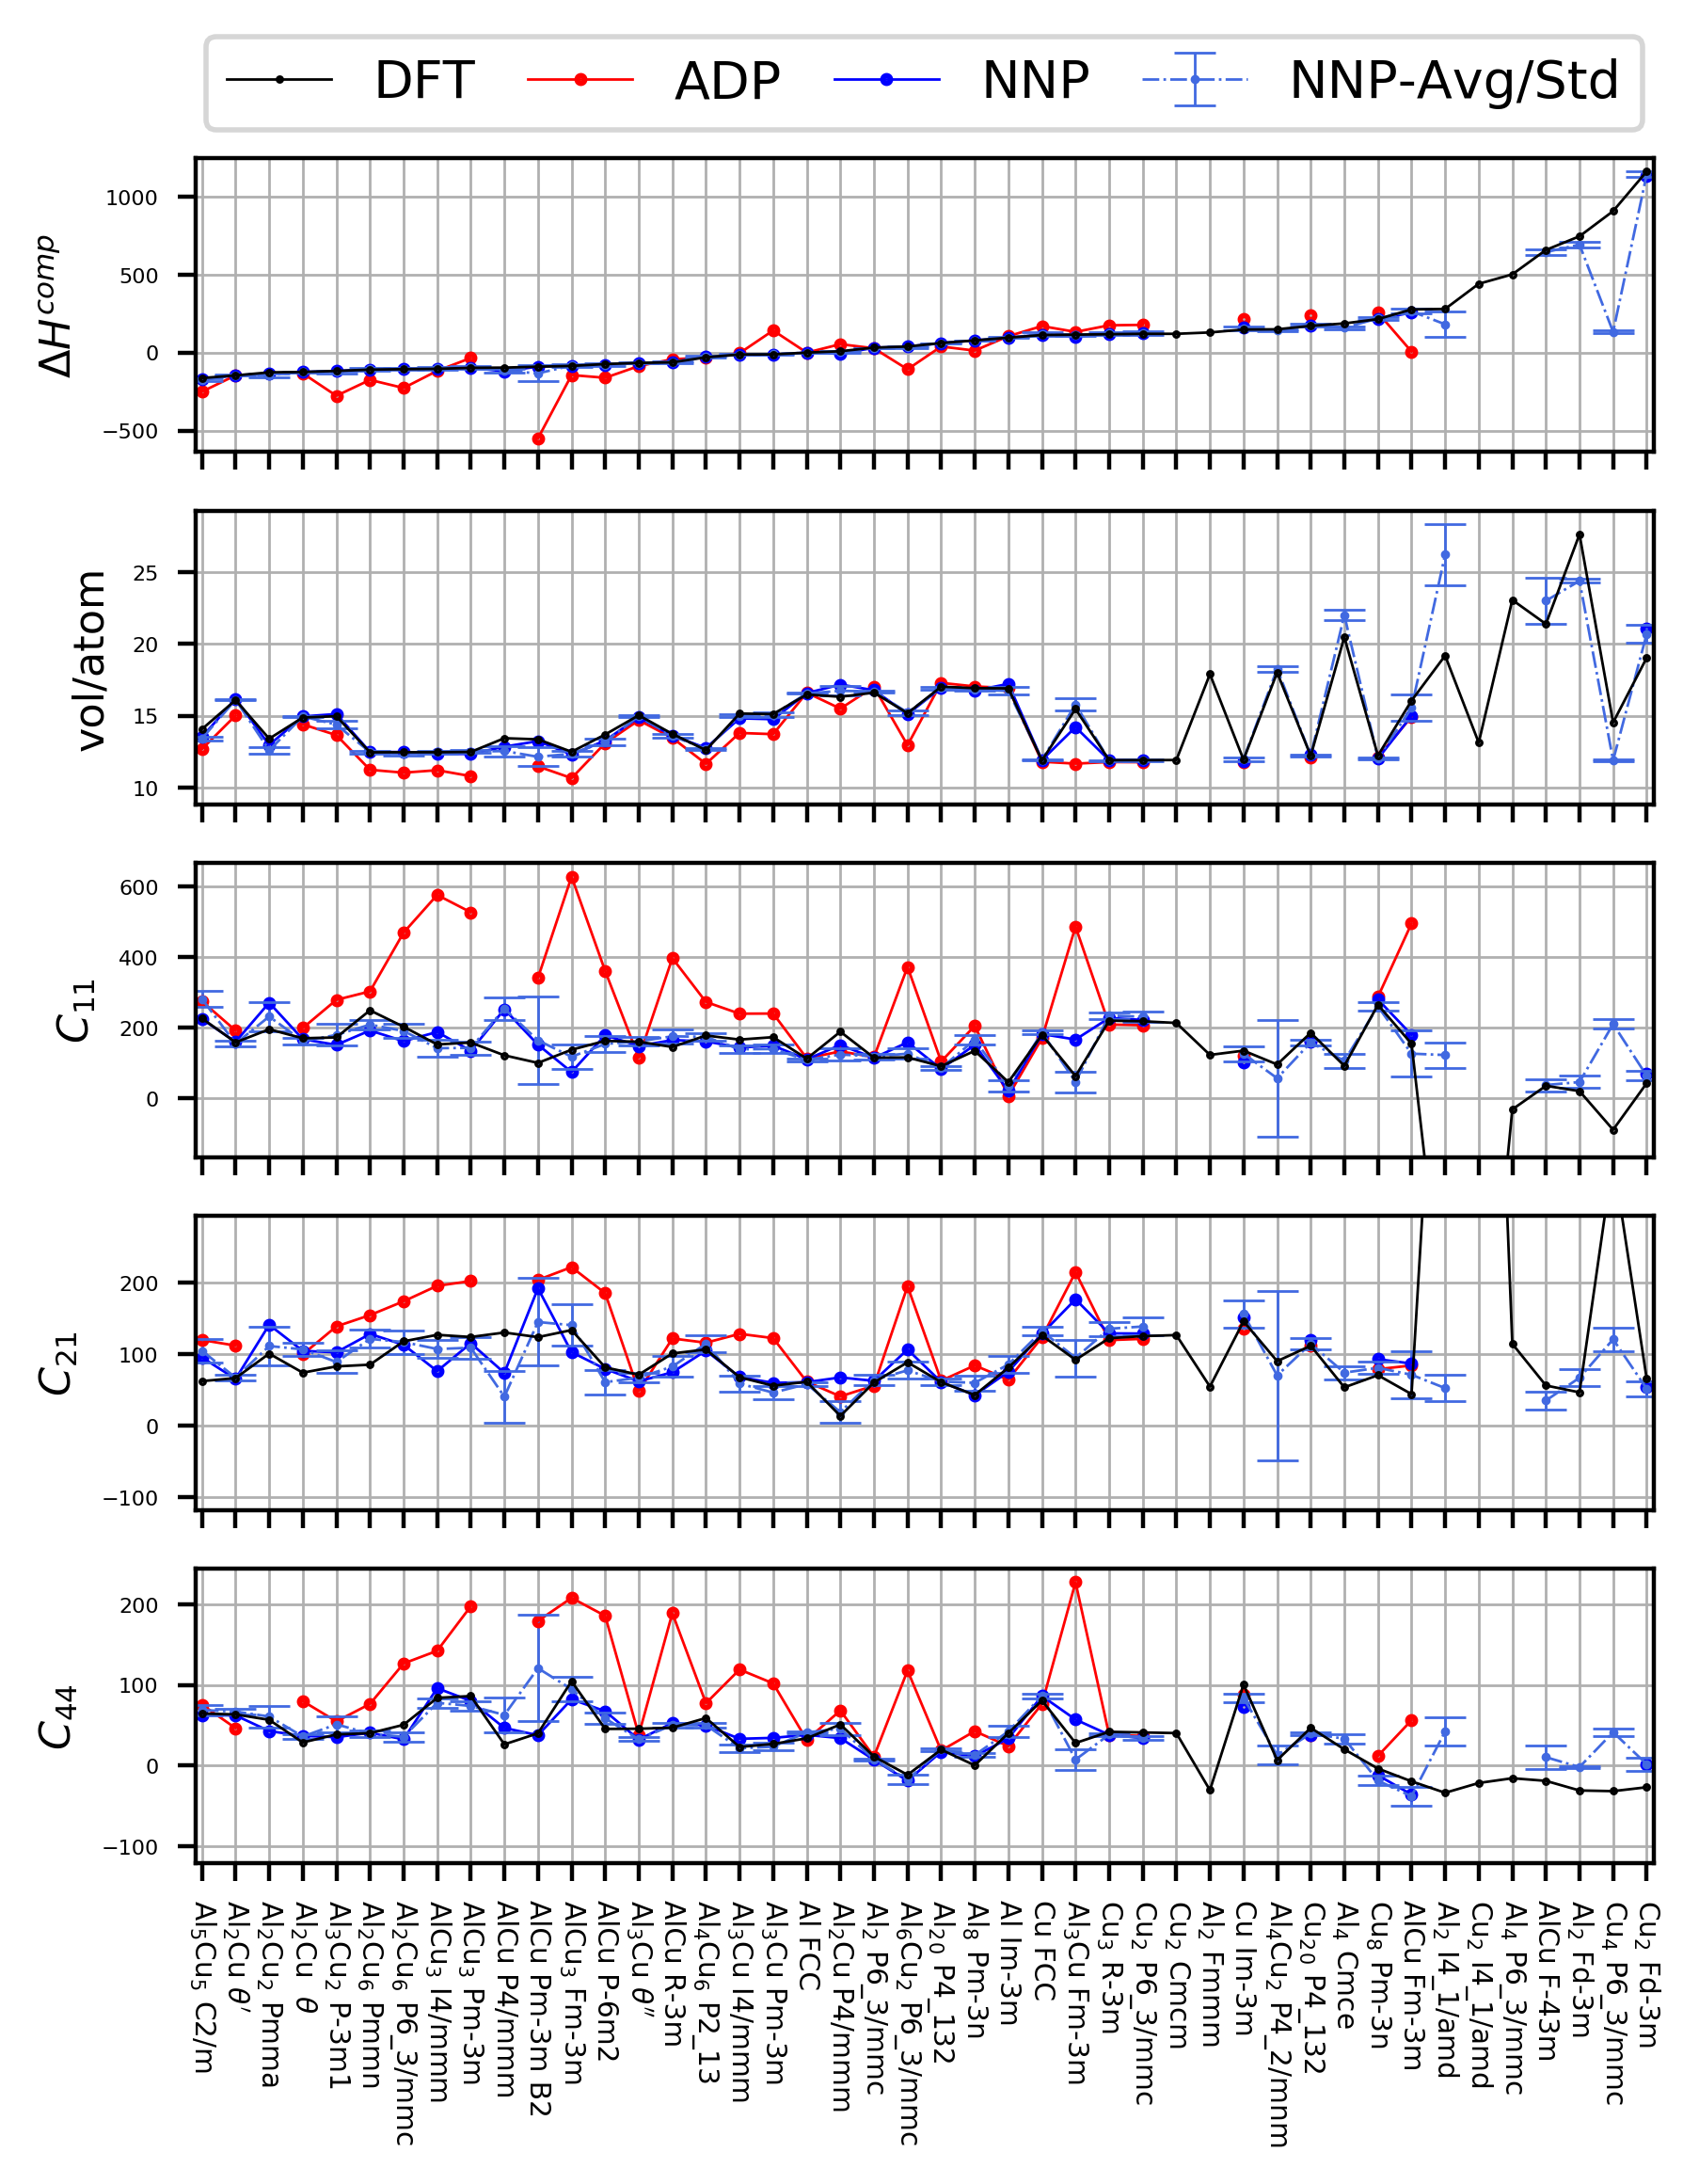 DFT ADP NNP NNP-Avg/Std
ΔH^comp
1000
500
0
−500
vol/atom
25
20
15
10
C₁₁
600
400
200
0
C₂₁
200
100
0
−100
C₄₄
200
100
0
−100
Al₅Cu₅ C2/m
Al₂Cu θ′
Al₂Cu₂ Pmma
Al₂Cu θ
Al₃Cu₂ P-3m1
Al₂Cu₆ Pmmn
Al₂Cu₆ P6_3/mmc
AlCu₃ I4/mmm
AlCu₃ Pm-3m
AlCu P4/mmm
AlCu Pm-3m B2
AlCu₃ Fm-3m
AlCu P-6m2
Al₃Cu θ″
AlCu R-3m
Al₄Cu₆ P2_13
Al₃Cu I4/mmm
Al₃Cu Pm-3m
Al FCC
Al₂Cu P4/mmm
Al₂ P6_3/mmc
Al₆Cu₂ P6_3/mmc
Al₂₀ P4_132
Al₈ Pm-3n
Al Im-3m
Cu FCC
Al₃Cu Fm-3m
Cu₃ R-3m
Cu₂ P6_3/mmc
Cu₂ Cmcm
Al₂ Fmmm
Cu Im-3m
Al₄Cu₂ P4_2/mnm
Cu₂₀ P4_132
Al₄ Cmce
Cu₈ Pm-3n
AlCu Fm-3m
Al₂ I4_1/amd
Cu₂ I4_1/amd
Al₄ P6_3/mmc
AlCu F-43m
Al₂ Fd-3m
Cu₄ P6_3/mmc
Cu₂ Fd-3m